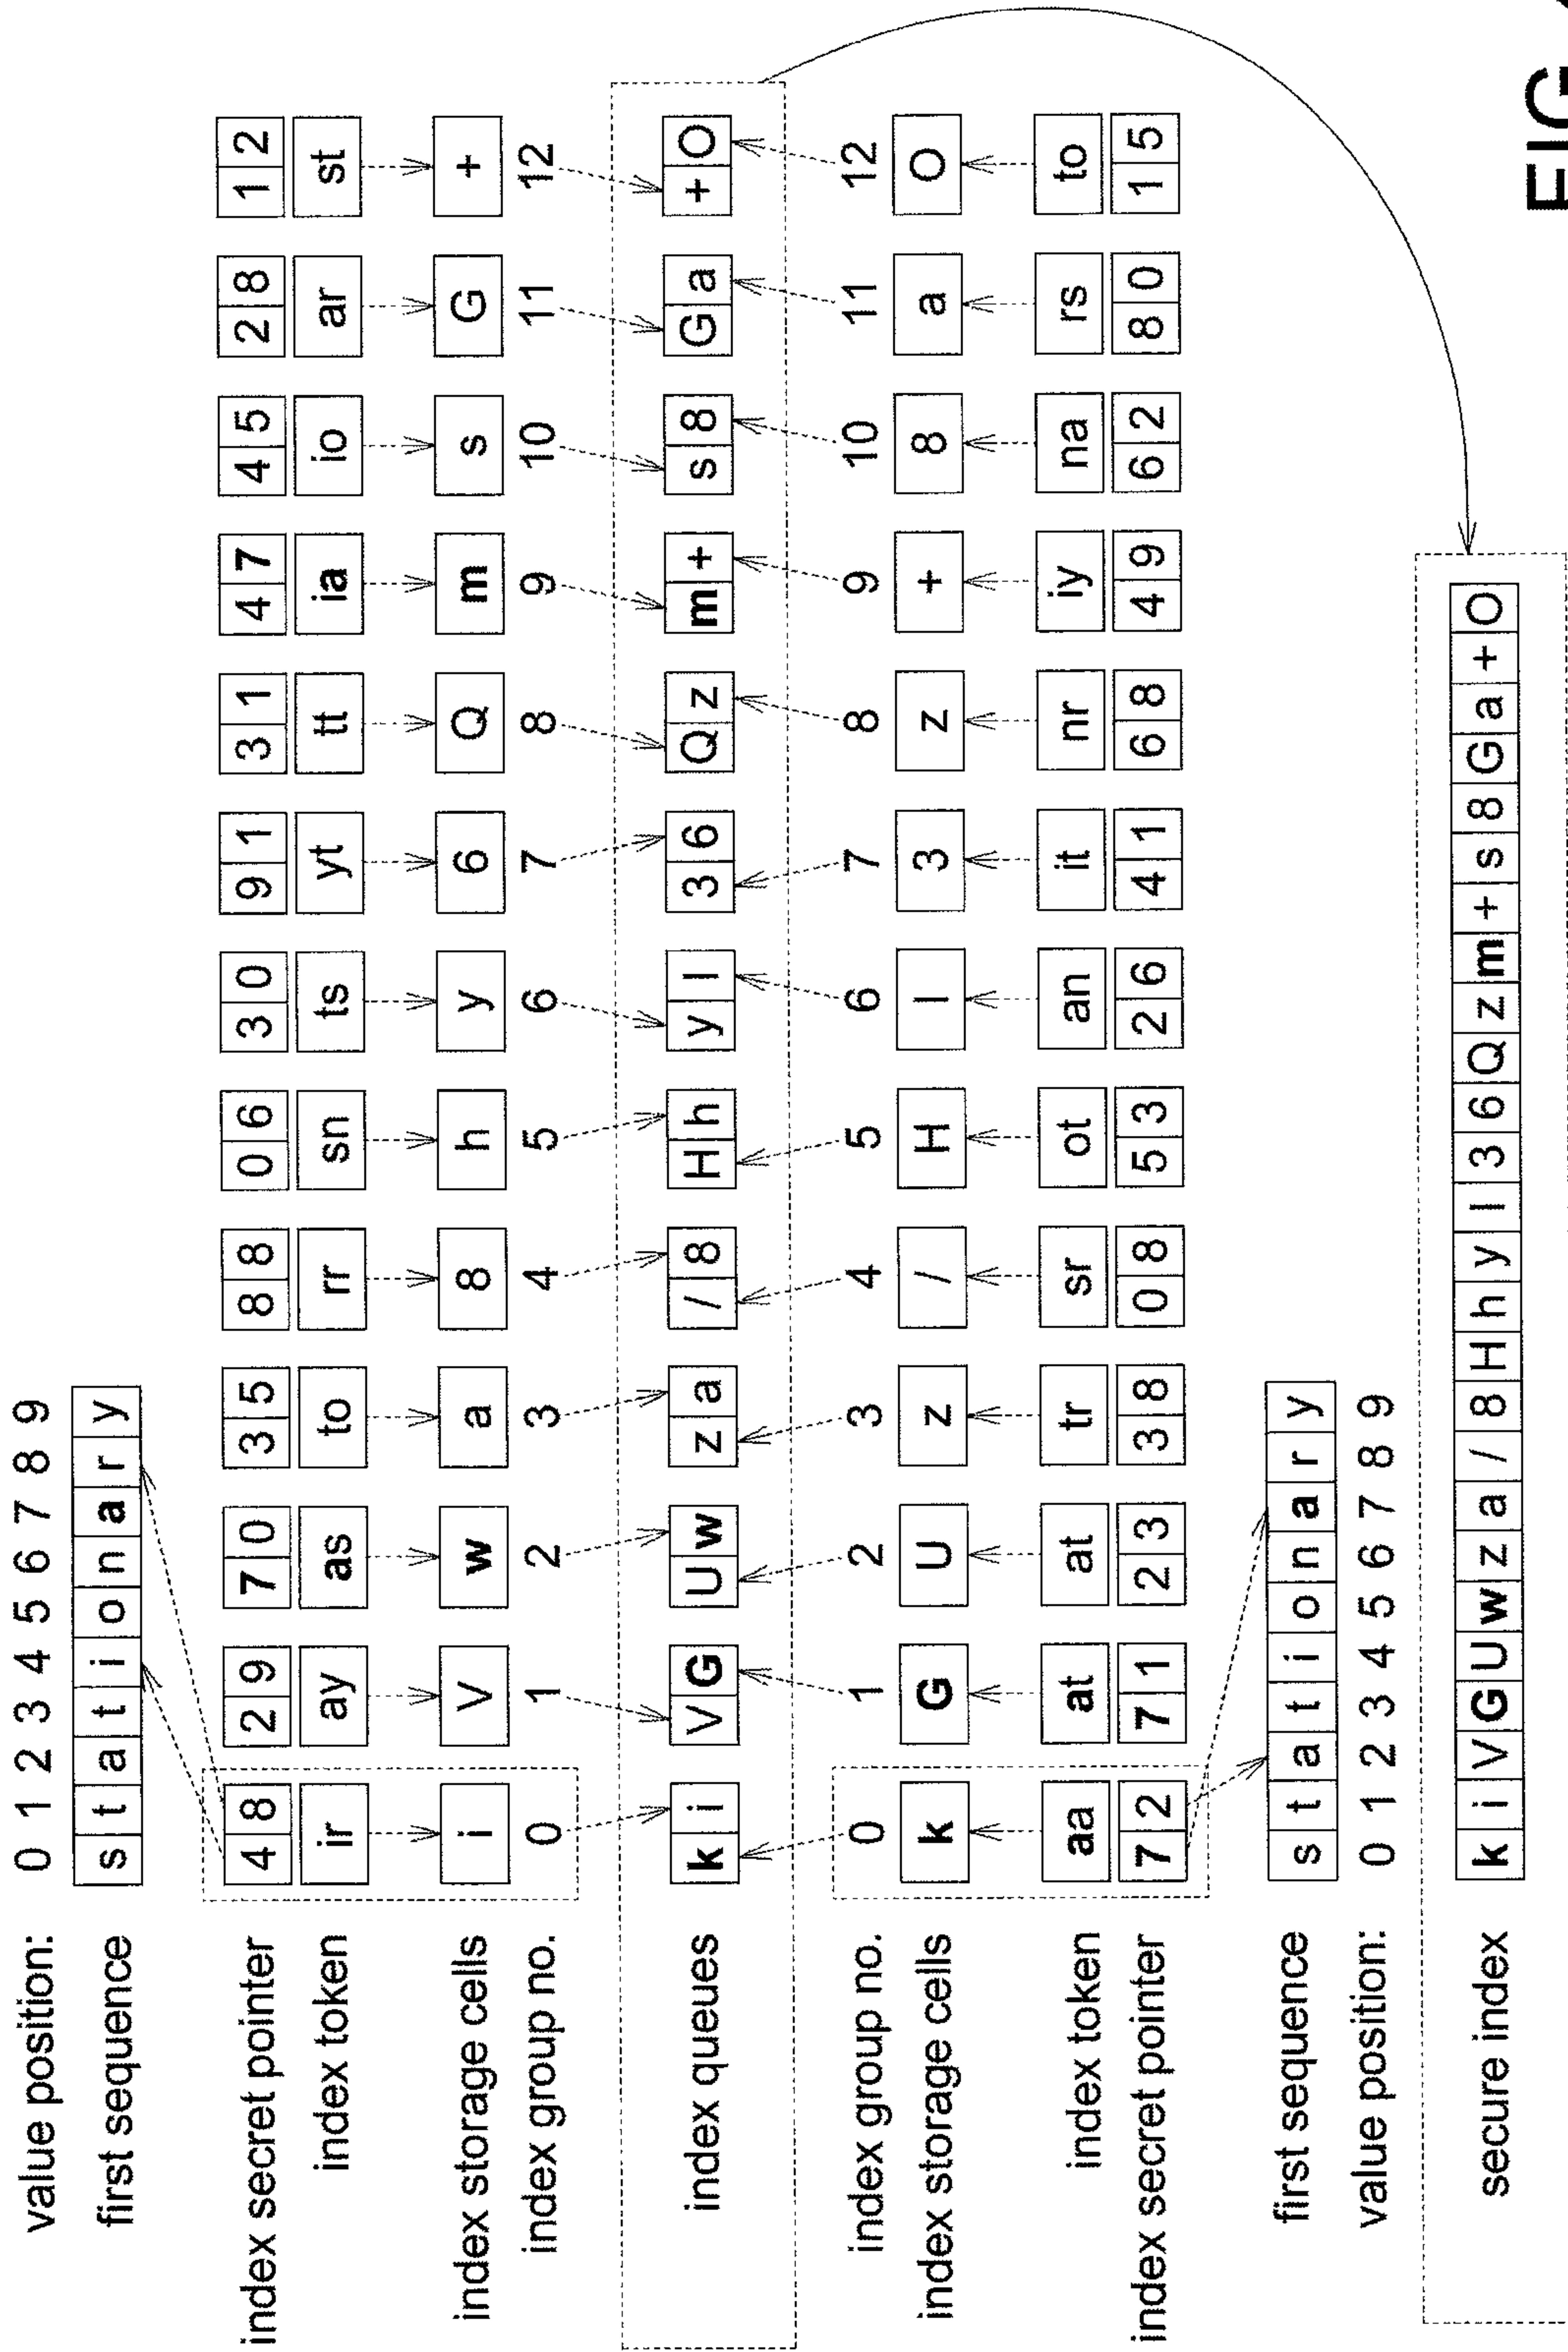 value position: 0 1 2 3 4 5 6 7 8 9
first sequence s t a t i o n a r y
index secret pointer 4 8 2 9 7 0 3 5 8 8 0 6 3 0 9 1 3 1 4 7 4 5 2 8 1 2
index token ir ay as to rr sn ts yt tt ia io ar st
index storage cells i V w a 8 h y 6 Q m s G +
index group no. 0 1 2 3 4 5 6 7 8 9 10 11 12
index queues k i V G U w z a / 8 H h y I 3 6 Q z m + s 8 G a + O
index group no. 0 1 2 3 4 5 6 7 8 9 10 11 12
index storage cells k G U z / H I 3 z + 8 a O
index token aa at at tr sr ot an it nr iy na rs to
index secret pointer 7 2 7 1 2 3 3 8 0 8 5 3 2 6 4 1 6 8 4 9 6 2 8 0 1 5
first sequence s t a t i o n a r y
value position: 0 1 2 3 4 5 6 7 8 9
secure index k i V G U w z a / 8 H h y I 3 6 Q z m + s 8 G a + O
FIG